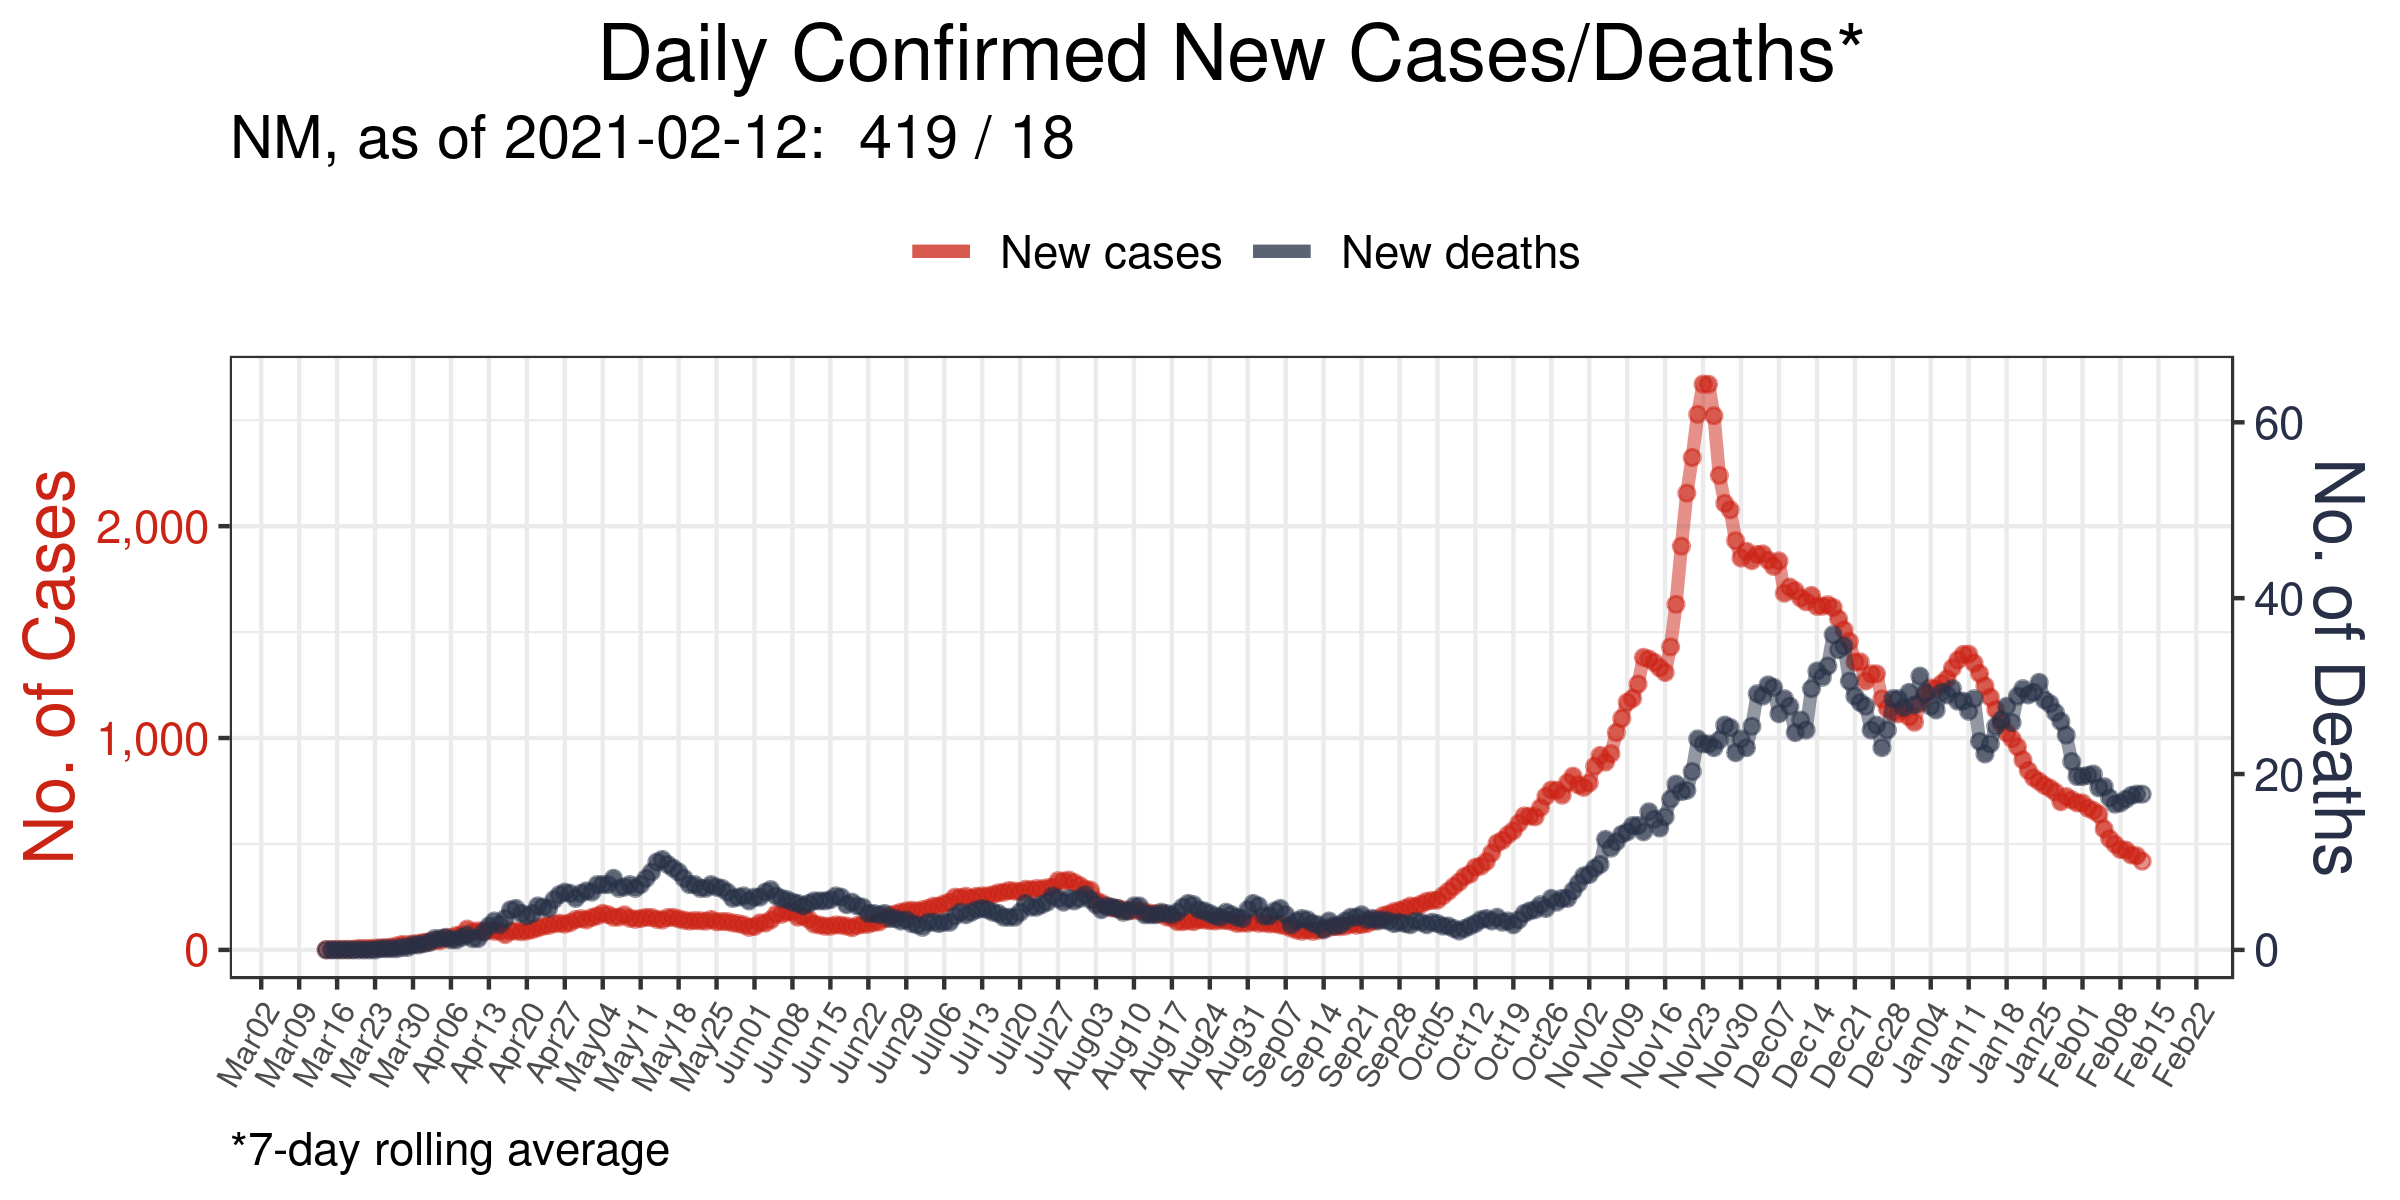 Daily Confirmed New Cases/Deaths*
NM, as of 2021-02-12:  419 / 18
New cases
New deaths
No. of Cases
2,000
1,000
0
60
40
20
0
No. of Deaths
Mar02
Mar09
Mar16
Mar23
Mar30
Apr06
Apr13
Apr20
Apr27
May04
May11
May18
May25
Jun01
Jun08
Jun15
Jun22
Jun29
Jul06
Jul13
Jul20
Jul27
Aug03
Aug10
Aug17
Aug24
Aug31
Sep07
Sep14
Sep21
Sep28
Oct05
Oct12
Oct19
Oct26
Nov02
Nov09
Nov16
Nov23
Nov30
Dec07
Dec14
Dec21
Dec28
Jan04
Jan11
Jan18
Jan25
Feb01
Feb08
Feb15
Feb22
*7-day rolling average